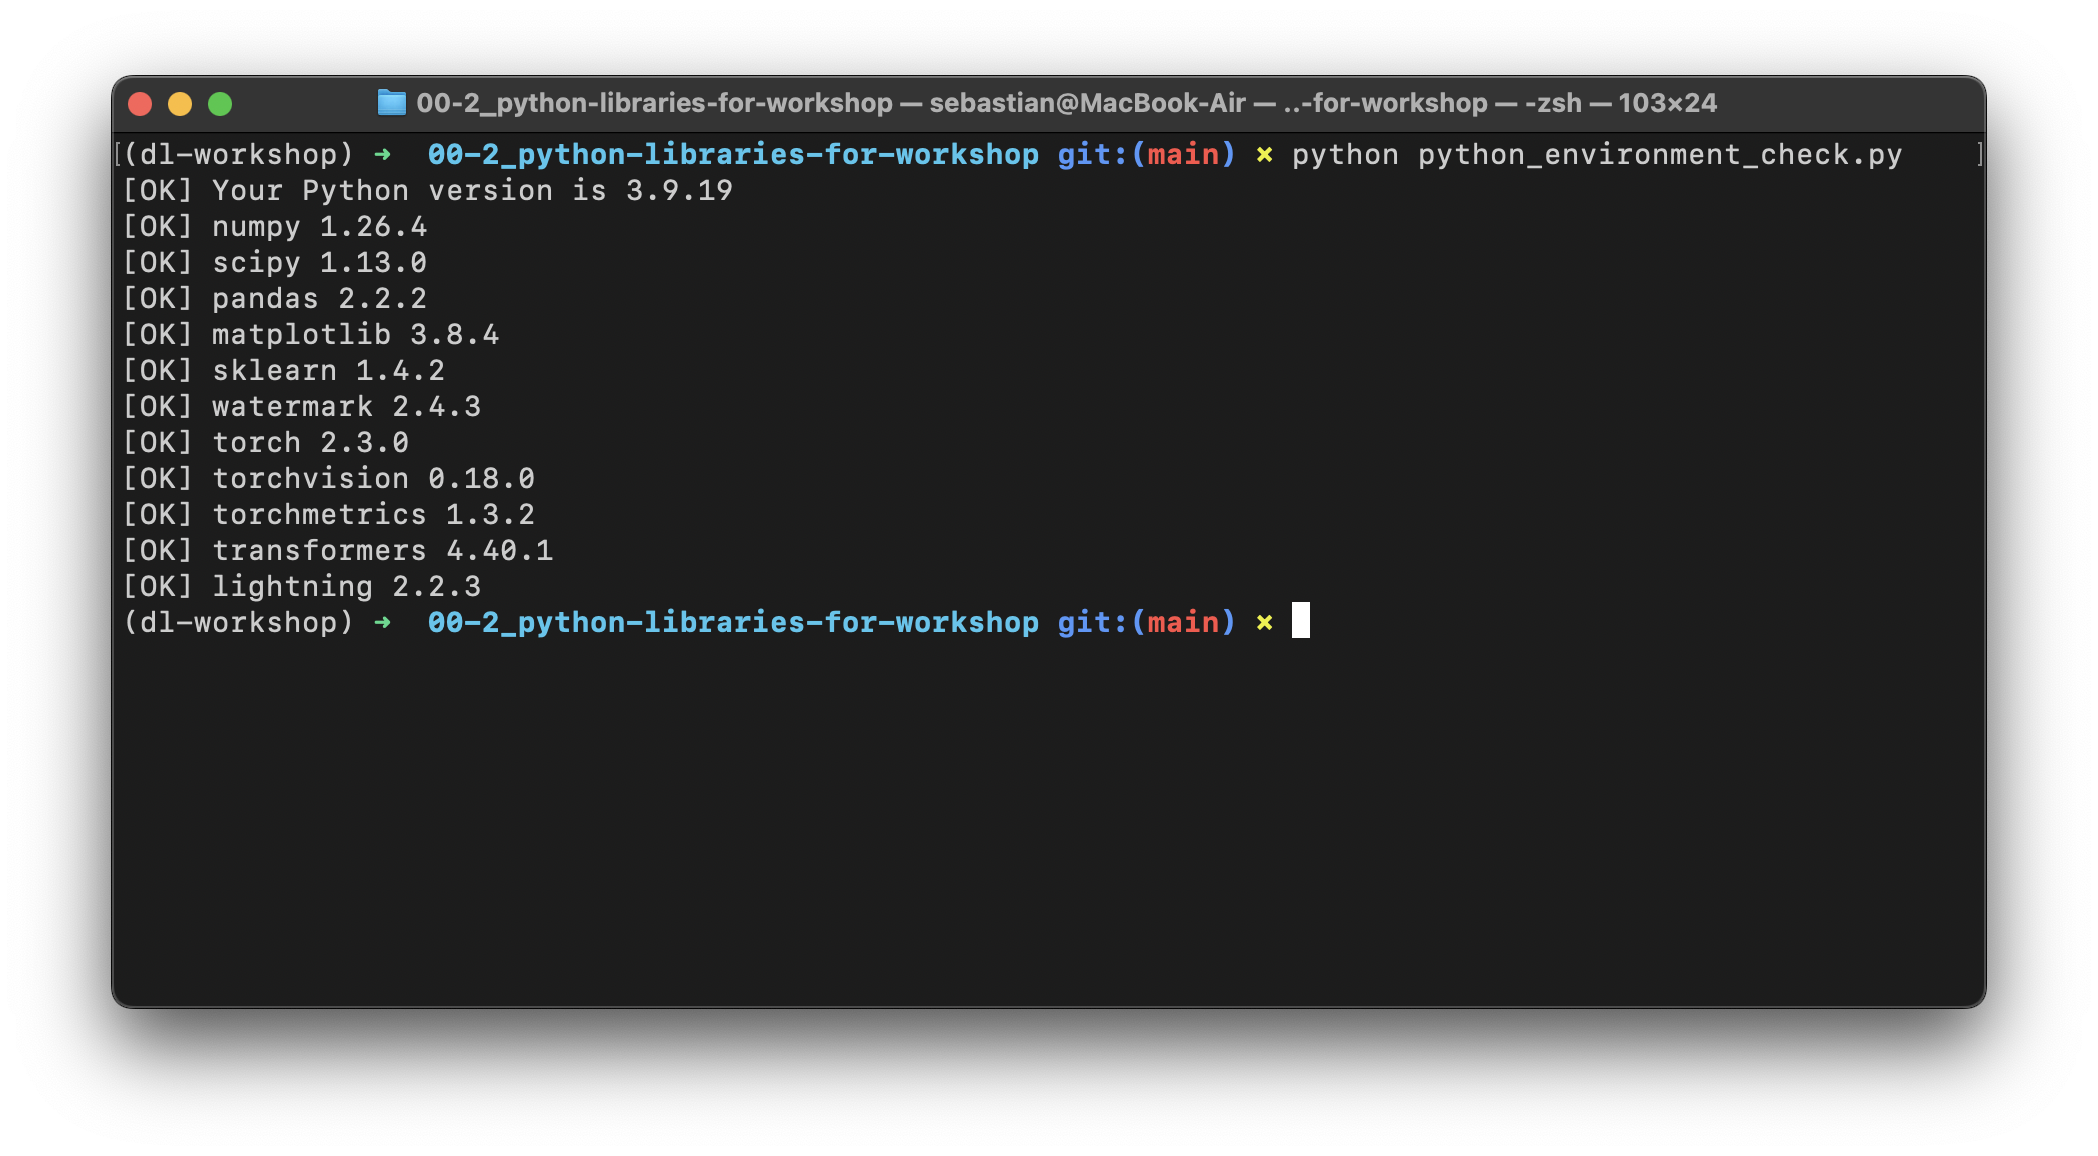 00-2_python-libraries-for-workshop — sebastian@MacBook-Air — ..-for-workshop — -zsh — 103×24
[(dl-workshop) ➜  00-2_python-libraries-for-workshop git:(main) × python python_environment_check.py ]
[OK] Your Python version is 3.9.19
[OK] numpy 1.26.4
[OK] scipy 1.13.0
[OK] pandas 2.2.2
[OK] matplotlib 3.8.4
[OK] sklearn 1.4.2
[OK] watermark 2.4.3
[OK] torch 2.3.0
[OK] torchvision 0.18.0
[OK] torchmetrics 1.3.2
[OK] transformers 4.40.1
[OK] lightning 2.2.3
(dl-workshop) ➜  00-2_python-libraries-for-workshop git:(main) ×